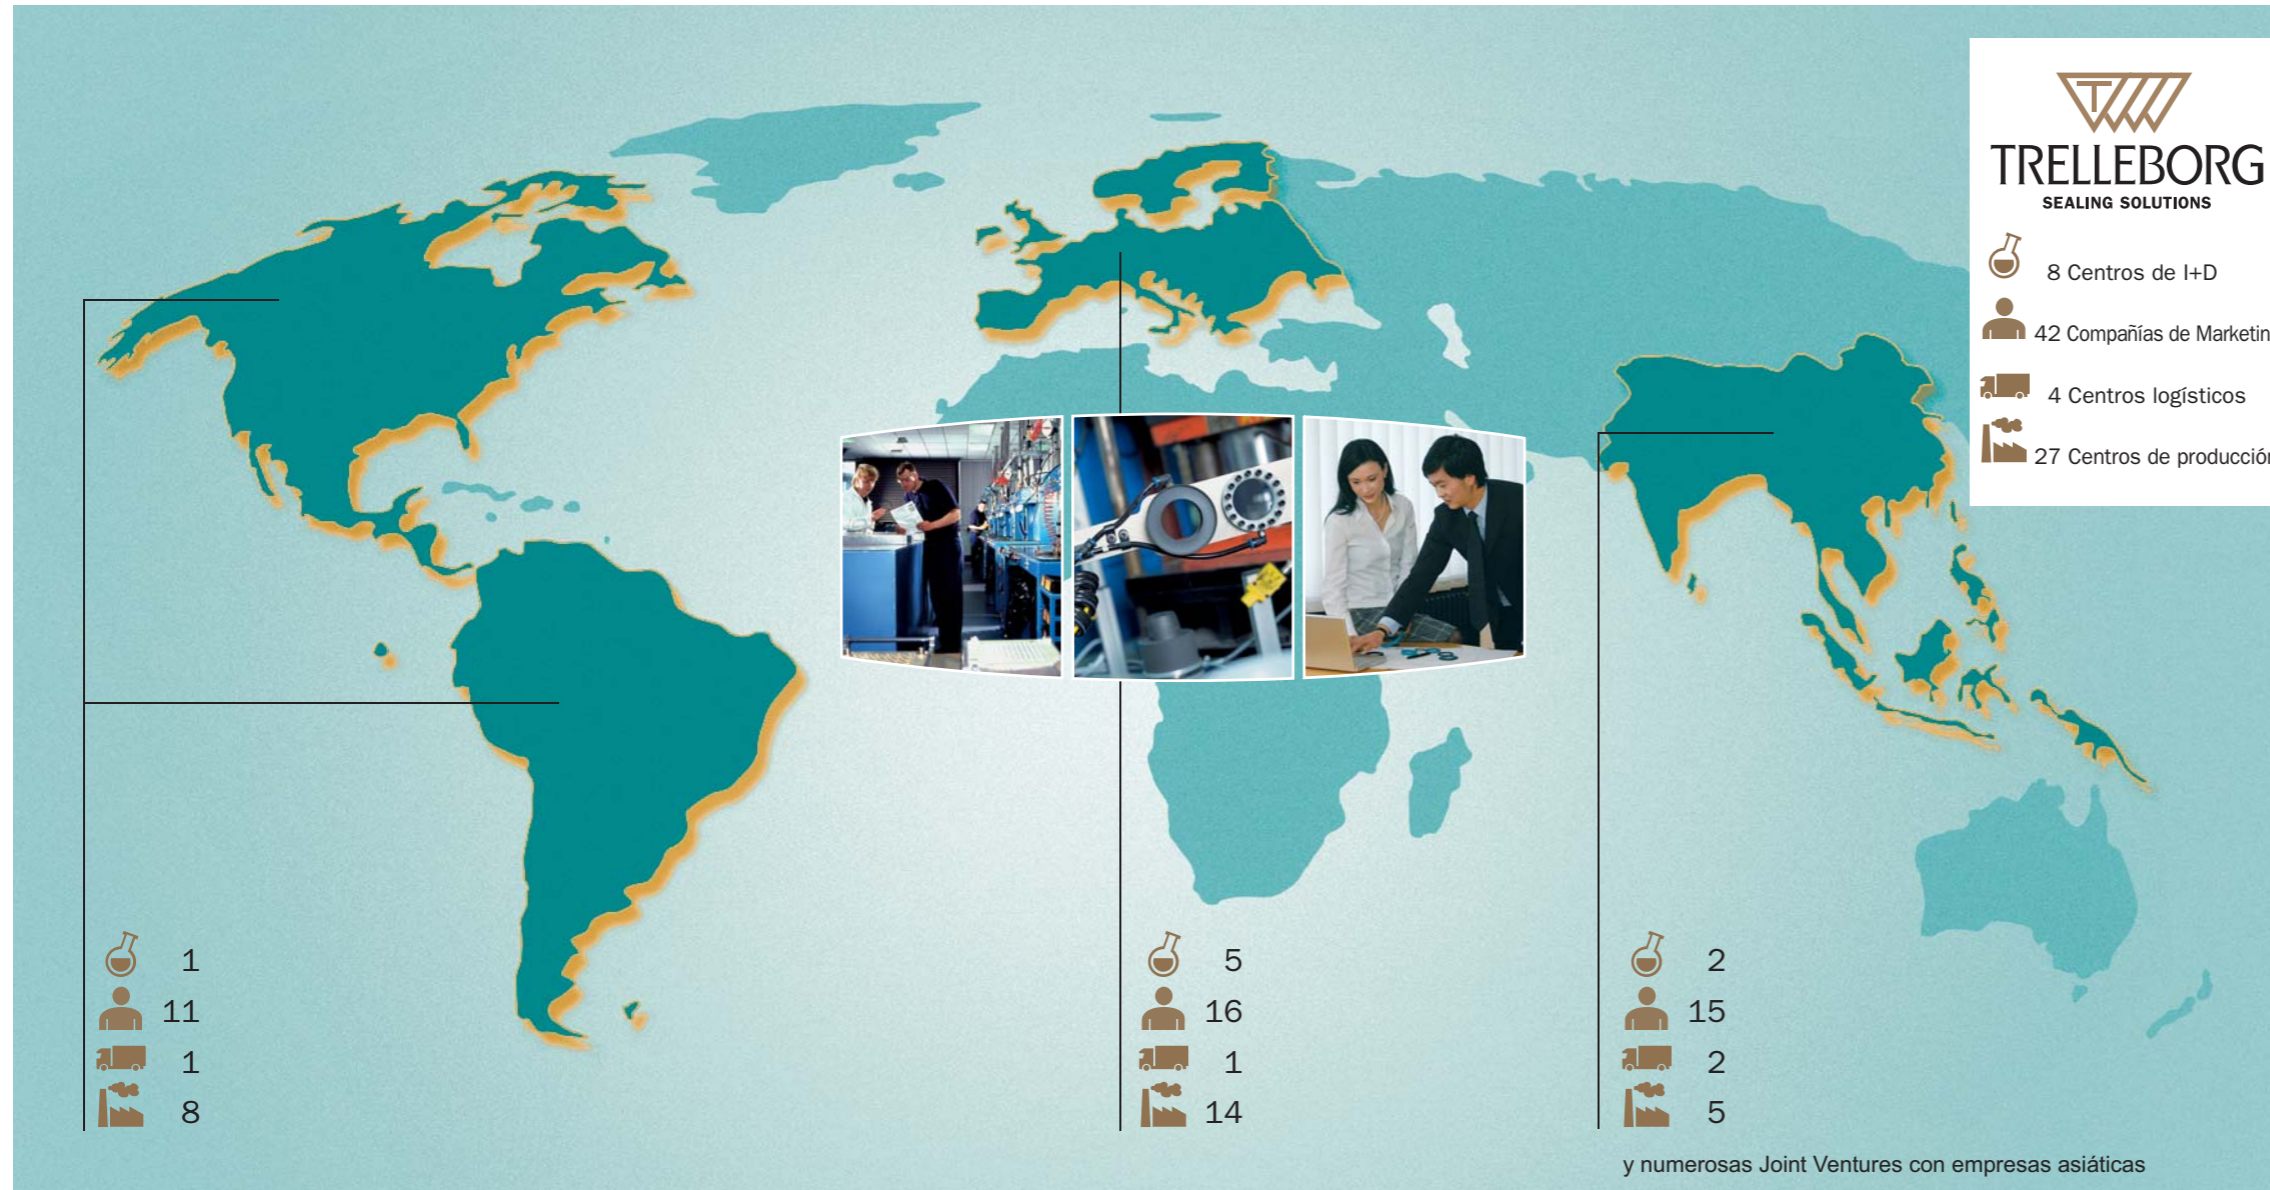 TRELLEBORG
SEALING SOLUTIONS
8 Centros de I+D
42 Compañías de Marketin
4 Centros logísticos
27 Centros de producción
1
11
1
8
5
16
1
14
2
15
2
5
y numerosas Joint Ventures con empresas asiáticas